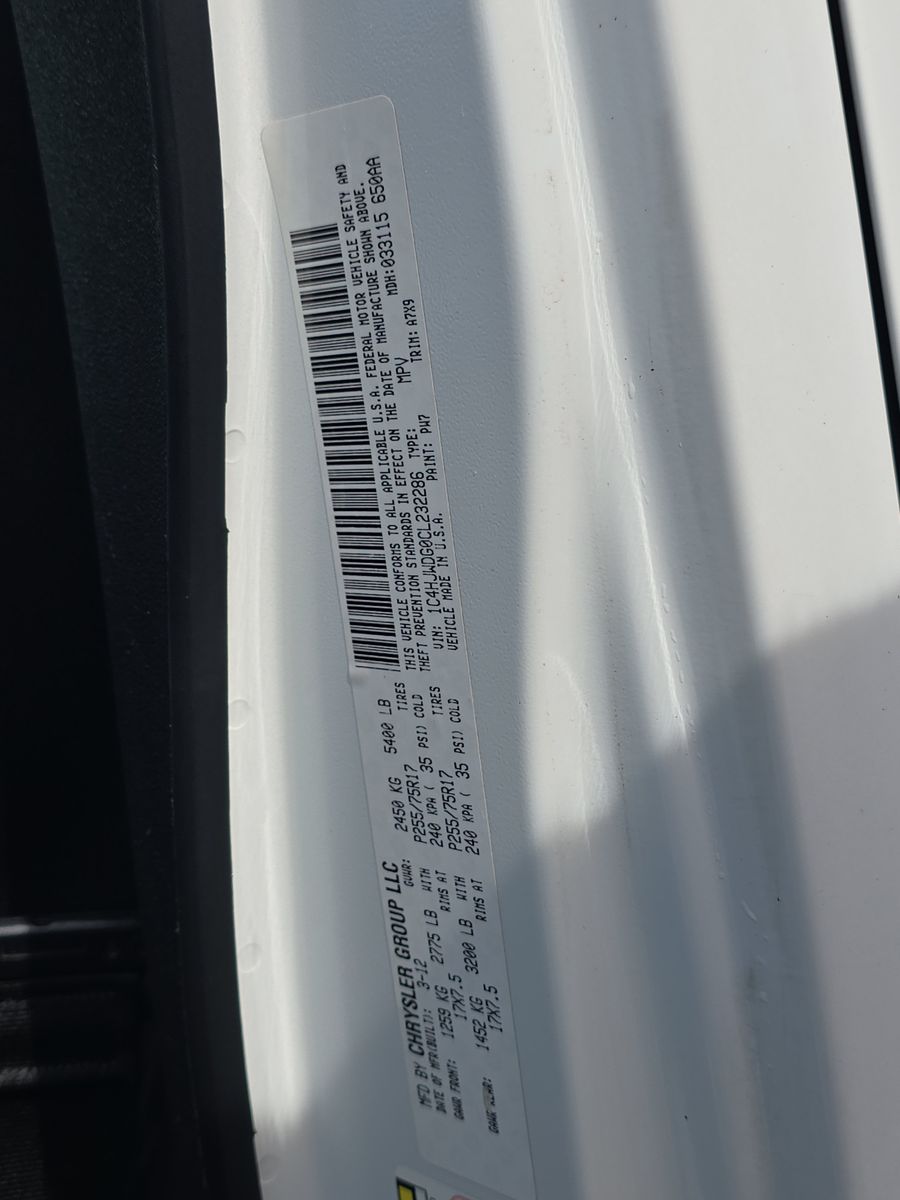 MFD BY CHRYSLER GROUP LLC
DATE OF MFR(BUILT): 3-12 GVWR: 2450 KG 5400 LB
GAWR FRONT: 1259 KG 2775 LB WITH P255/75R17 TIRES
17X7.5 RIMS AT 240 KPA ( 35 PSI) COLD
GAWR REAR: 1452 KG 3200 LB WITH P255/75R17 TIRES
17X7.5 RIMS AT 240 KPA ( 35 PSI) COLD
THIS VEHICLE CONFORMS TO ALL APPLICABLE U.S.A. FEDERAL MOTOR VEHICLE SAFETY AND
THEFT PREVENTION STANDARDS IN EFFECT ON THE DATE OF MANUFACTURE SHOWN ABOVE.
VIN: 1C4HJWDG0CL232286 TYPE: MPV MDH:033115 650AA
VEHICLE MADE IN U.S.A. PAINT: PW7 TRIM: A7X9